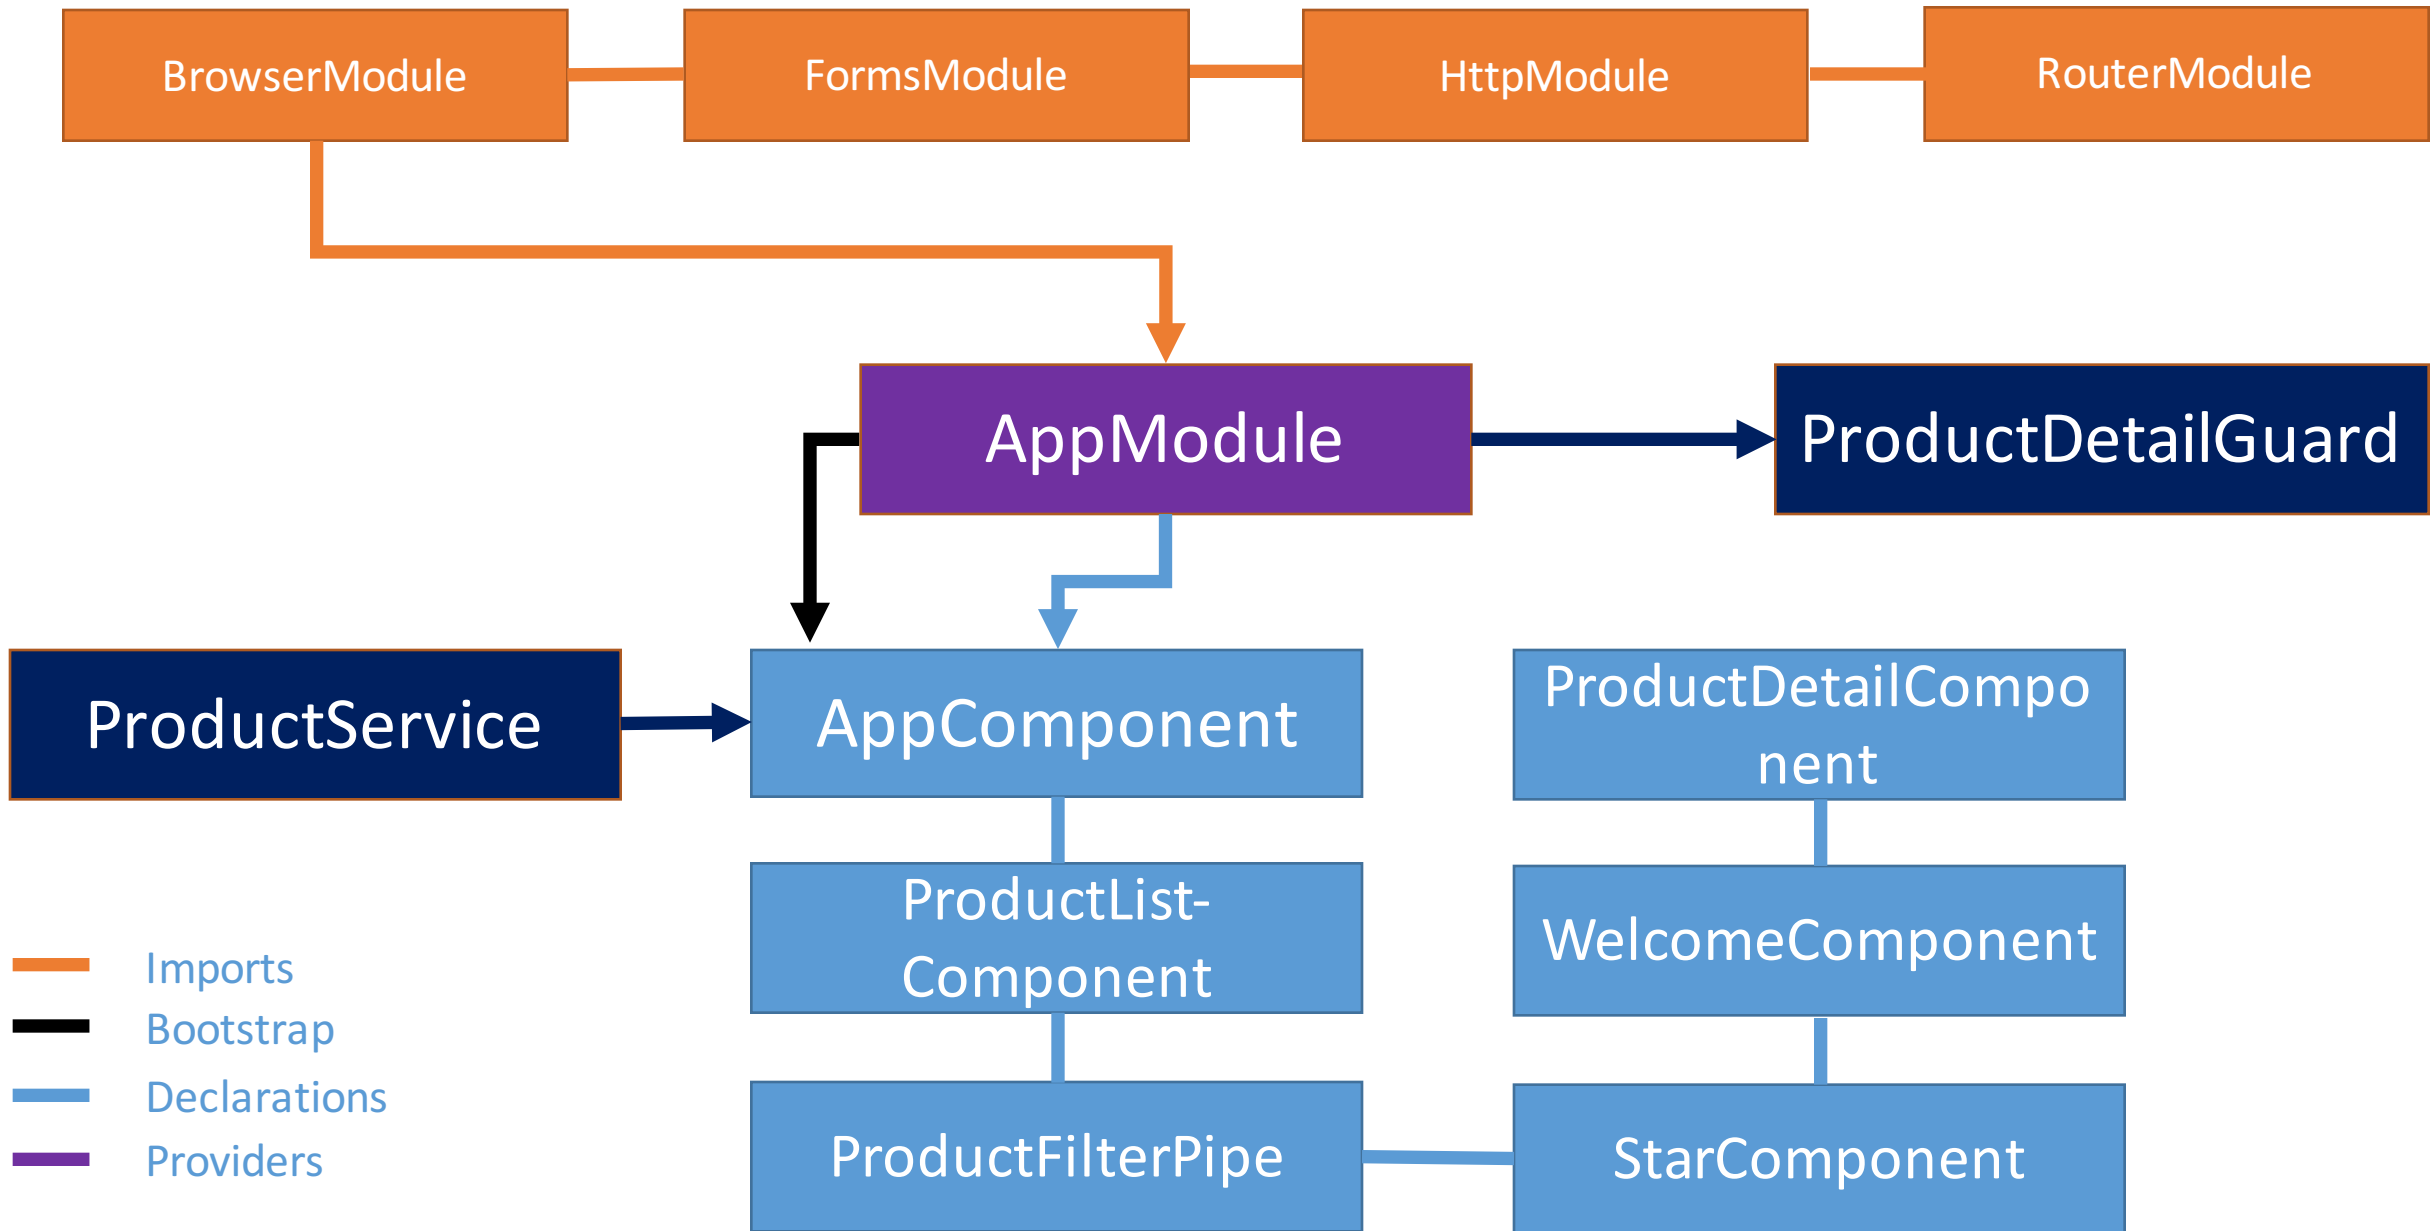 BrowserModule
FormsModule
HttpModule
RouterModule
AppModule
ProductDetailGuard
ProductService
AppComponent
ProductDetailCompo
nent
ProductList-
Component
WelcomeComponent
ProductFilterPipe
StarComponent
Imports
Bootstrap
Declarations
Providers